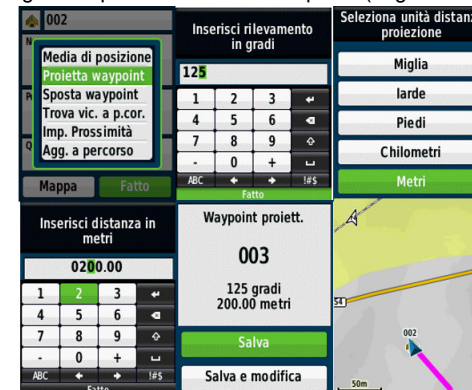 002
Media di posizione
Proietta waypoint
Sposta waypoint
Trova vic. a p.cor.
Imp. Prossimità
Agg. a percorso
Mappa
Fatto
Inserisci rilevamento
in gradi
125
1 2 3
4 5 6
7 8 9
- 0 +
ABC !#$
Fatto
Seleziona unità
proiezione
Miglia
Iarde
Piedi
Chilometri
Metri
Inserisci distanza in
metri
0200.00
1 2 3
4 5 6
7 8 9
- 0 +
ABC !#$
Waypoint proiett.
003
125 gradi
200.00 metri
Salva
Salva e modifica
54
002
50m